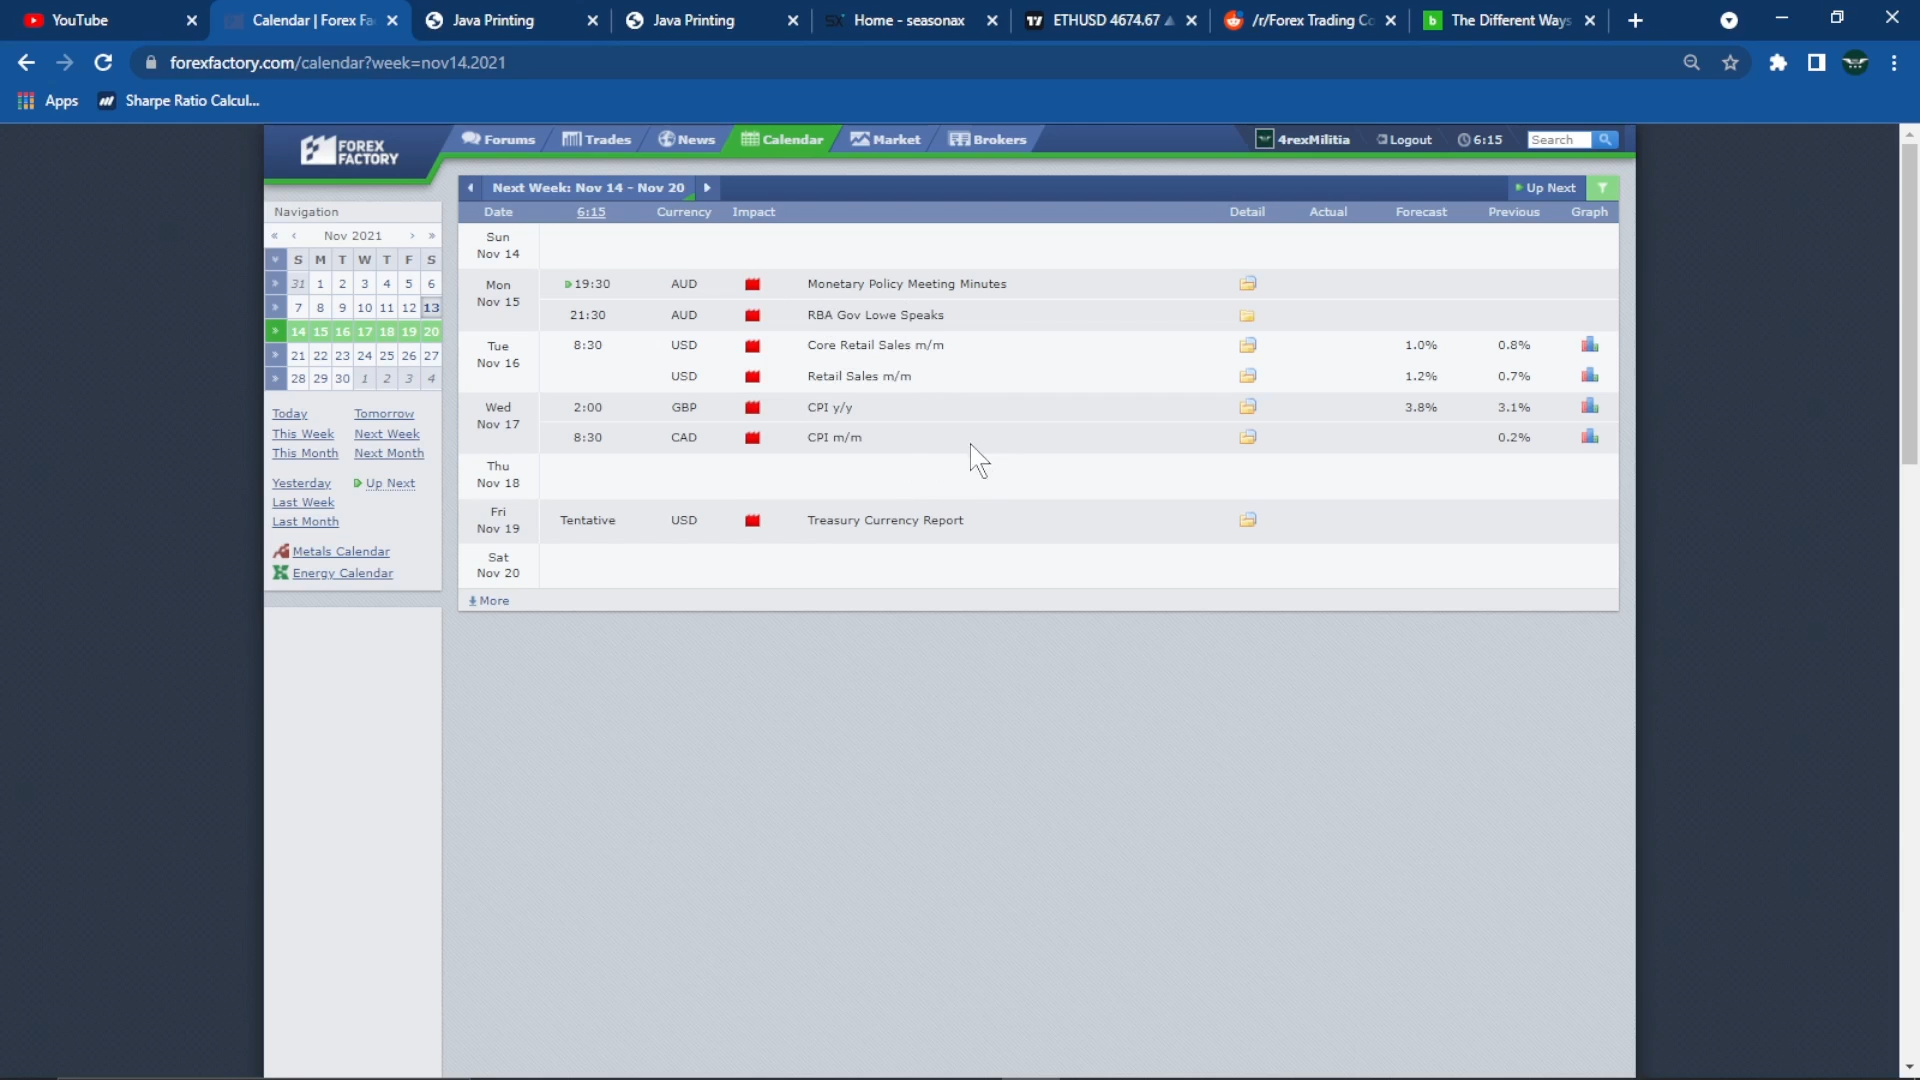 YouTube
Calendar | Forex Fa
Java Printing
Java Printing
Home - seasonax
ETHUSD 4674.67
/r/Forex Trading Co
The Different Ways
forexfactory.com/calendar?week=nov14.2021
Apps
Sharpe Ratio Calcul...
FOREX FACTORY
Forums
Trades
News
Calendar
Market
Brokers
4rexMilitia
Logout
6:15
Search
Next Week: Nov 14 - Nov 20
Up Next
Date 6:15 Currency Impact Detail Actual Forecast Previous Graph
Sun Nov 14
Mon Nov 15 19:30 AUD Monetary Policy Meeting Minutes
21:30 AUD RBA Gov Lowe Speaks
Tue Nov 16 8:30 USD Core Retail Sales m/m 1.0% 0.8%
USD Retail Sales m/m 1.2% 0.7%
Wed Nov 17 2:00 GBP CPI y/y 3.8% 3.1%
8:30 CAD CPI m/m 0.2%
Thu Nov 18
Fri Nov 19 Tentative USD Treasury Currency Report
Sat Nov 20
More
Navigation
« ‹ Nov 2021 › »
S M T W T F S
31 1 2 3 4 5 6
7 8 9 10 11 12 13
14 15 16 17 18 19 20
21 22 23 24 25 26 27
28 29 30 1 2 3 4
Today Tomorrow
This Week Next Week
This Month Next Month
Yesterday Up Next
Last Week
Last Month
Metals Calendar
Energy Calendar